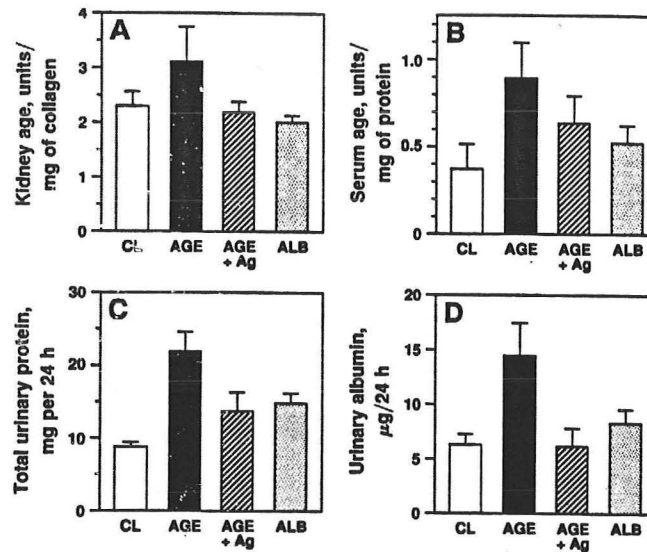 A
Kidney age, units/
mg of collagen
4
3
2
1
0
CL
AGE
AGE
+ Ag
ALB
B
Serum age, units/
mg of protein
1.0
0.5
0
CL
AGE
AGE
+ Ag
ALB
C
Total urinary protein,
mg per 24 h
30
20
10
0
CL
AGE
AGE
+ Ag
ALB
D
Urinary albumin,
µg/24 h
20
15
10
5
0
CL
AGE
AGE
+ Ag
ALB